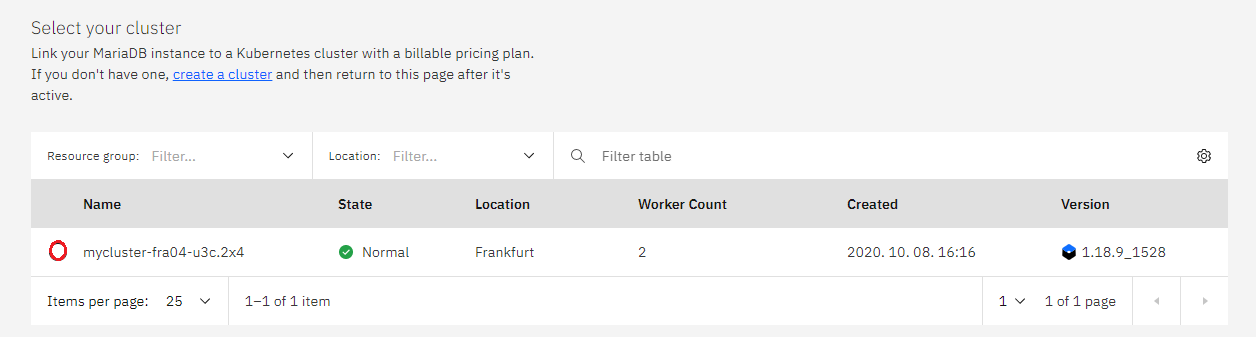 Select your cluster
Link your MariaDB instance to a Kubernetes cluster with a billable pricing plan.
If you don't have one, create a cluster and then return to this page after it's
active.
Resource group: Filter... Location: Filter... Filter table
Name State Location Worker Count Created Version
mycluster-fra04-u3c.2x4 Normal Frankfurt 2 2020. 10. 08. 16:16 1.18.9_1528
Items per page: 25 1–1 of 1 item 1 1 of 1 page